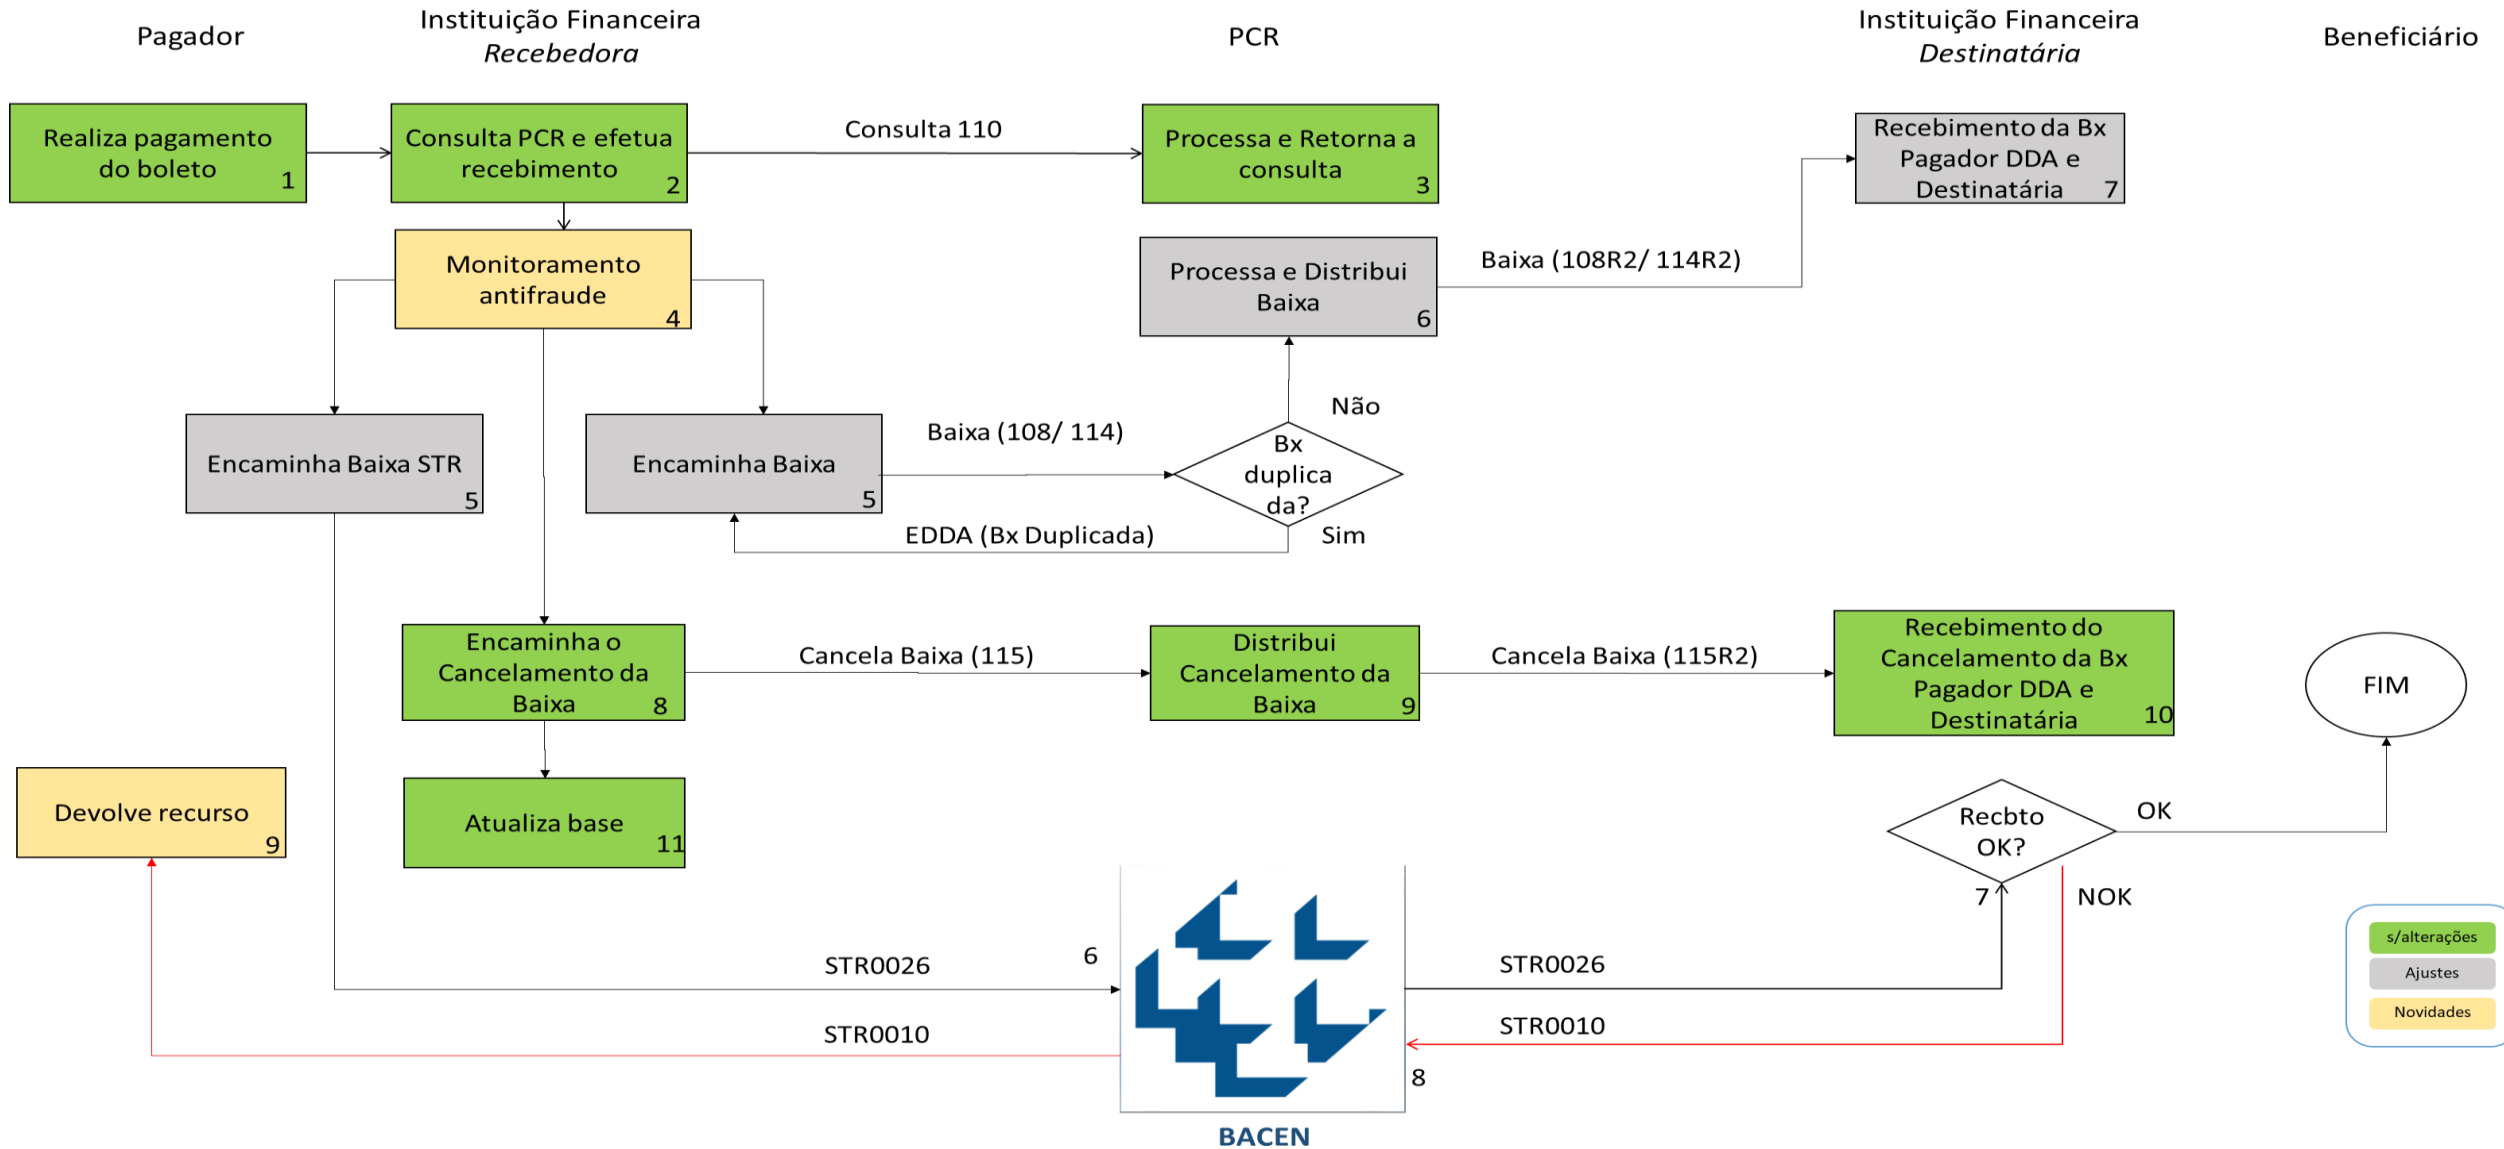 Pagador
Instituição Financeira
Recebedora
PCR
Instituição Financeira
Destinatária
Beneficiário
Realiza pagamento
do boleto
1
Consulta PCR e efetua
recebimento
2
Consulta 110
Processa e Retorna a
consulta
3
Recebimento da Bx
Pagador DDA e
Destinatária
7
Monitoramento
antifraude
4
Processa e Distribui
Baixa
6
Baixa (108R2/ 114R2)
Encaminha Baixa STR
5
Encaminha Baixa
5
Baixa (108/ 114)
Não
Bx
duplica
da?
Sim
EDDA (Bx Duplicada)
Encaminha o
Cancelamento da
Baixa
8
Cancela Baixa (115)
Distribui
Cancelamento da
Baixa
9
Cancela Baixa (115R2)
Recebimento do
Cancelamento da Bx
Pagador DDA e
Destinatária
10
FIM
Devolve recurso
9
Atualiza base
11
Recbto
OK?
OK
7
NOK
STR0026
6
STR0026
STR0010
STR0010
8
BACEN
s/alterações
Ajustes
Novidades